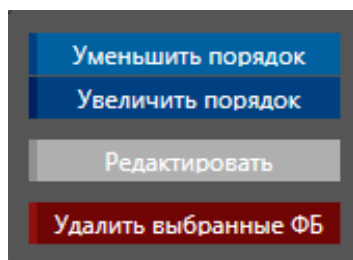 Уменьшить порядок
Увеличить порядок
Редактировать
Удалить выбранные ФБ